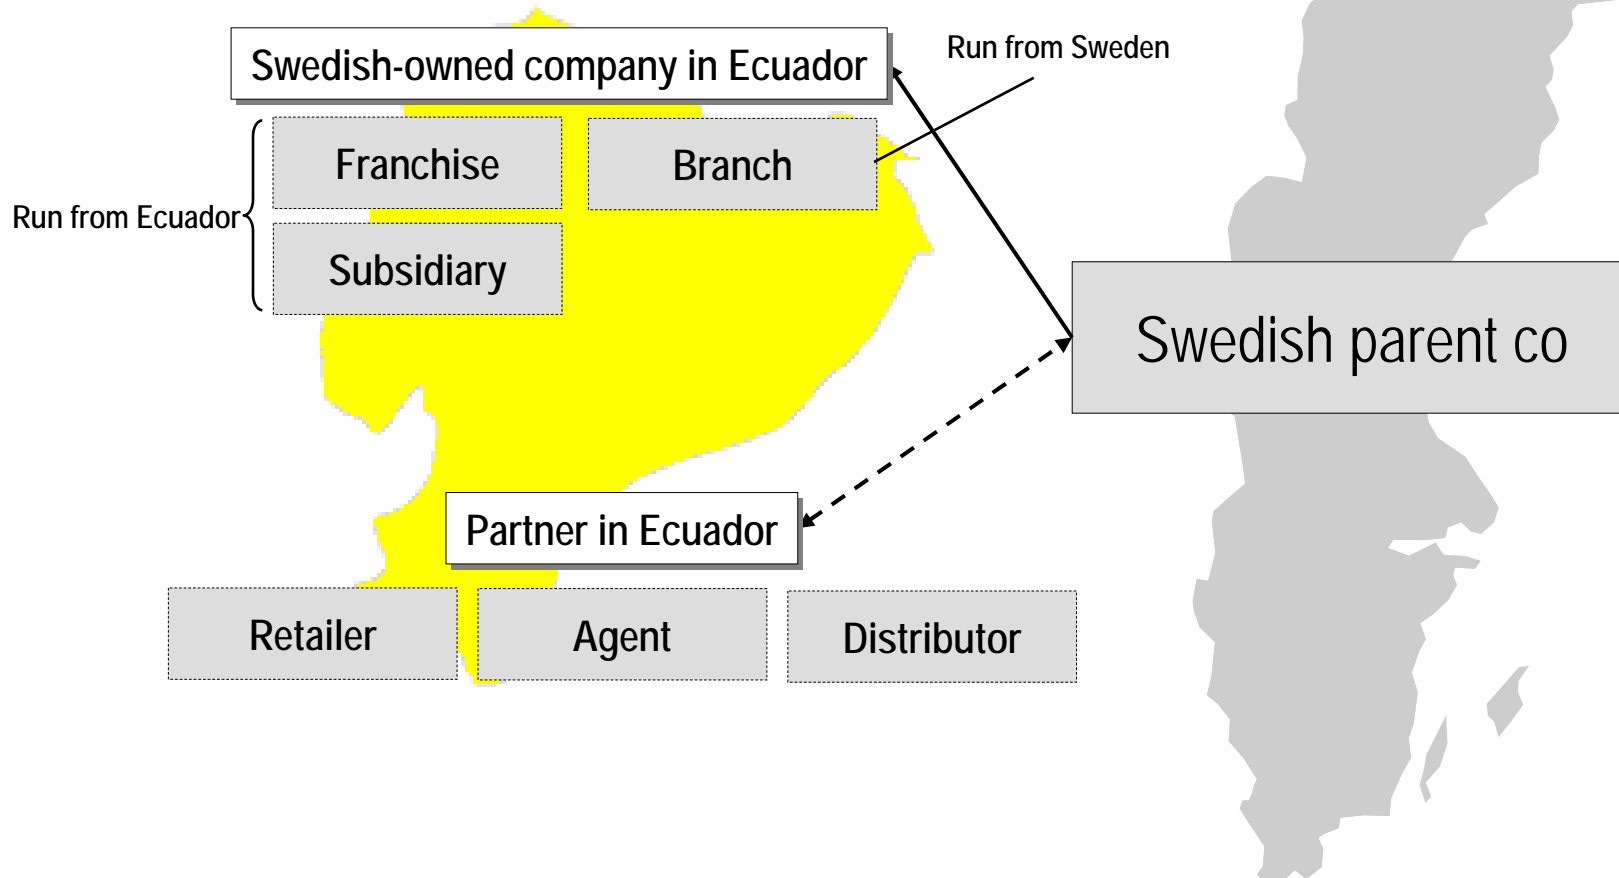 Run from Sweden
Swedish-owned company in Ecuador
Franchise
Branch
Run from Ecuador
Subsidiary
Swedish parent co
Partner in Ecuador
Retailer
Agent
Distributor